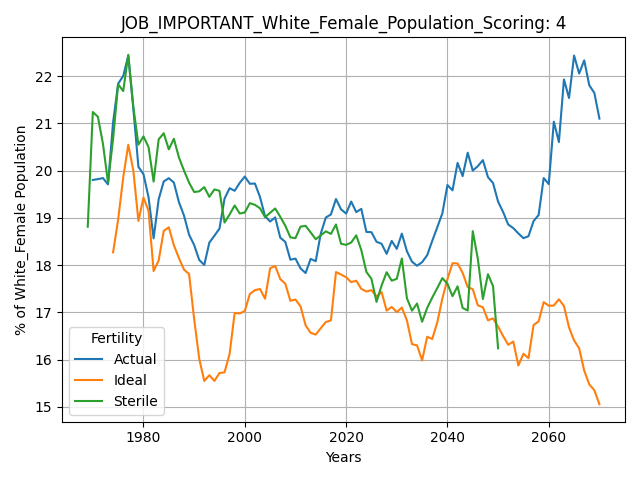 JOB_IMPORTANT_White_Female_Population_Scoring: 4
% of White_Female Population
22
21
20
19
18
17
16
15
Fertility
Actual
Ideal
Sterile
1980
2000
2020
2040
2060
Years